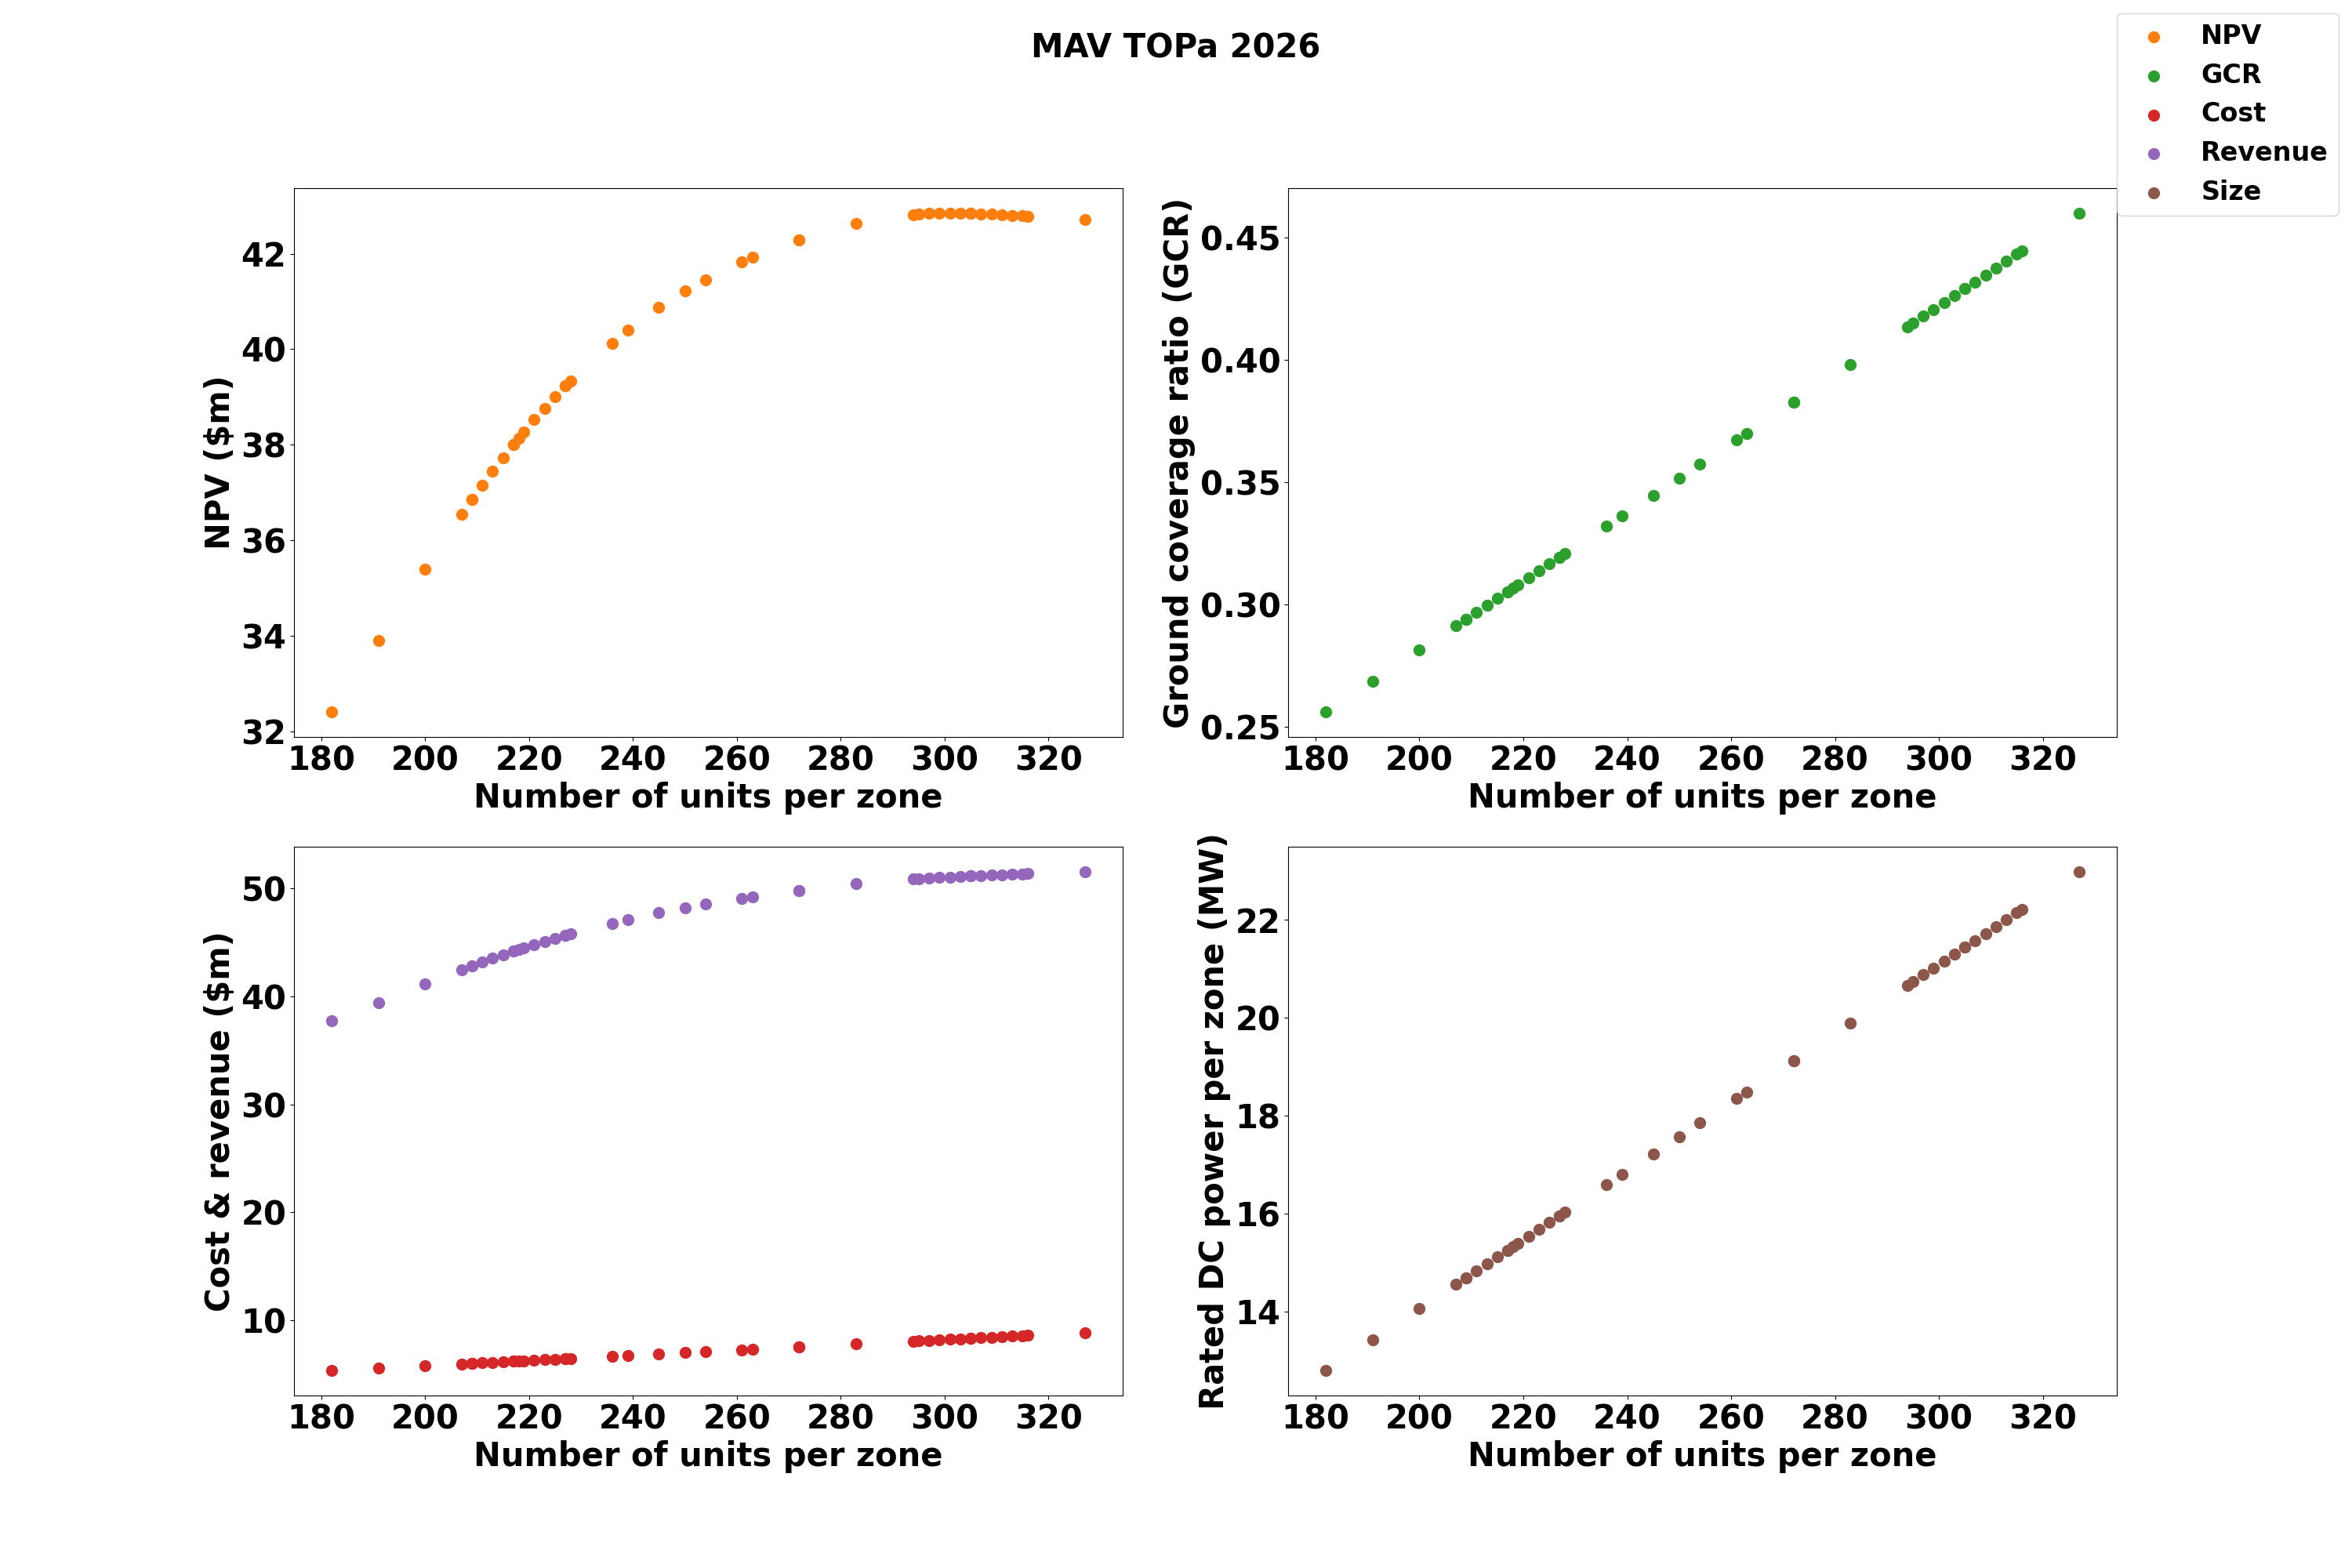 MAV TOPa 2026
NPV
GCR
Cost
Revenue
Size
NPV ($m)
42
40
38
36
34
32
180 200 220 240 260 280 300 320
Number of units per zone
Ground coverage ratio (GCR)
0.45
0.40
0.35
0.30
0.25
180 200 220 240 260 280 300 320
Number of units per zone
Cost & revenue ($m)
50
40
30
20
10
180 200 220 240 260 280 300 320
Number of units per zone
Rated DC power per zone (MW)
22
20
18
16
14
180 200 220 240 260 280 300 320
Number of units per zone